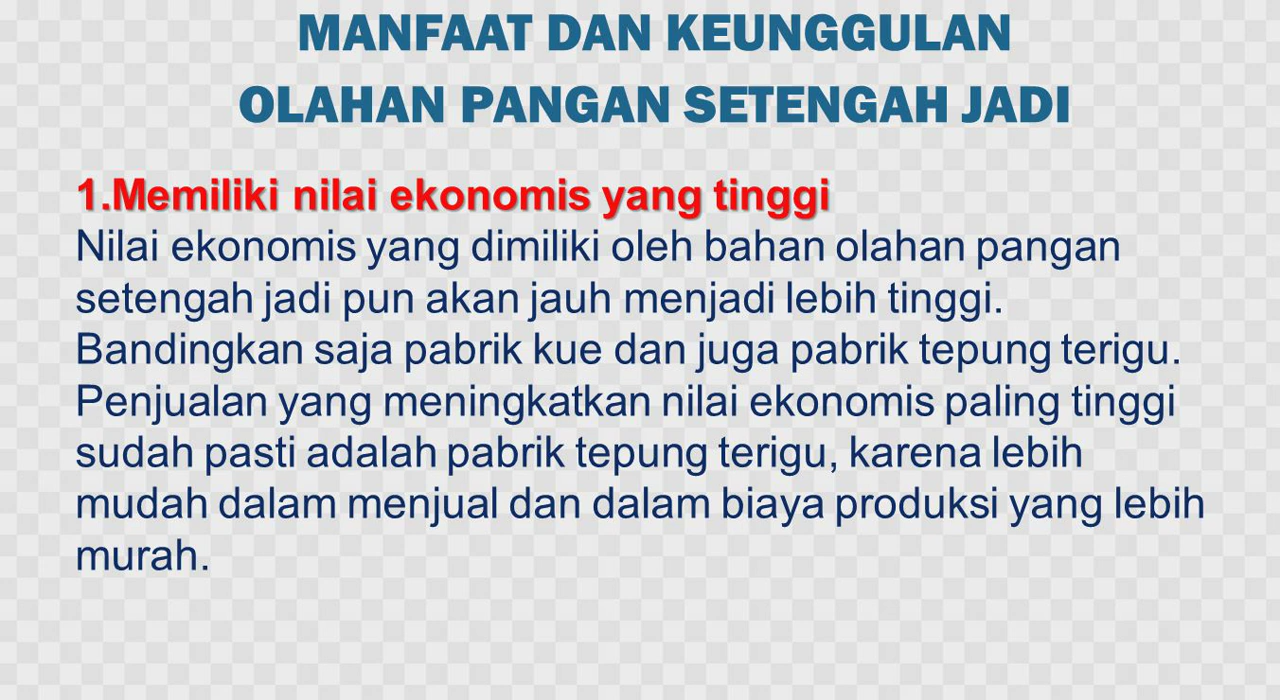 MANFAAT DAN KEUNGGULAN
OLAHAN PANGAN SETENGAH JADI
1.Memiliki nilai ekonomis yang tinggi
Nilai ekonomis yang dimiliki oleh bahan olahan pangan
setengah jadi pun akan jauh menjadi lebih tinggi.
Bandingkan saja pabrik kue dan juga pabrik tepung terigu.
Penjualan yang meningkatkan nilai ekonomis paling tinggi
sudah pasti adalah pabrik tepung terigu, karena lebih
mudah dalam menjual dan dalam biaya produksi yang lebih
murah.